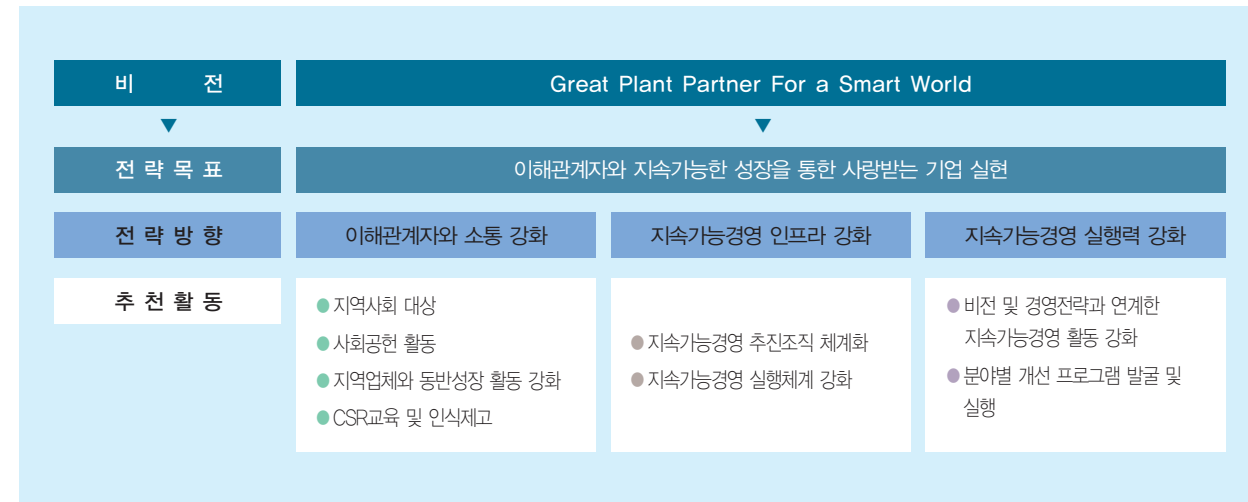 비 전
Great Plant Partner For a Smart World
▼ ▼
전 략 목 표
이해관계자와 지속가능한 성장을 통한 사랑받는 기업 실현
전 략 방 향
이해관계자와 소통 강화
지속가능경영 인프라 강화
지속가능경영 실행력 강화
추 천 활 동
● 지역사회 대상
● 사회공헌 활동
● 지역업체와 동반성장 활동 강화
● CSR교육 및 인식제고
● 지속가능경영 추진조직 체계화
● 지속가능경영 실행체계 강화
● 비전 및 경영전략과 연계한
지속가능경영 활동 강화
● 분야별 개선 프로그램 발굴 및
실행